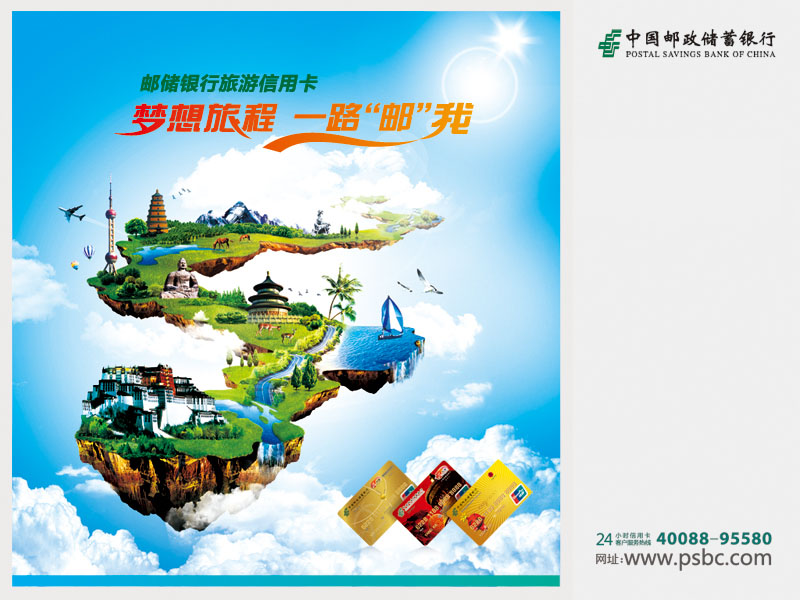 邮储银行旅游信用卡
梦想旅程 一路“邮”我
中国邮政储蓄银行
POSTAL SAVINGS BANK OF CHINA
24小时信用卡客户服务热线 40088-95580
网址:www.psbc.com